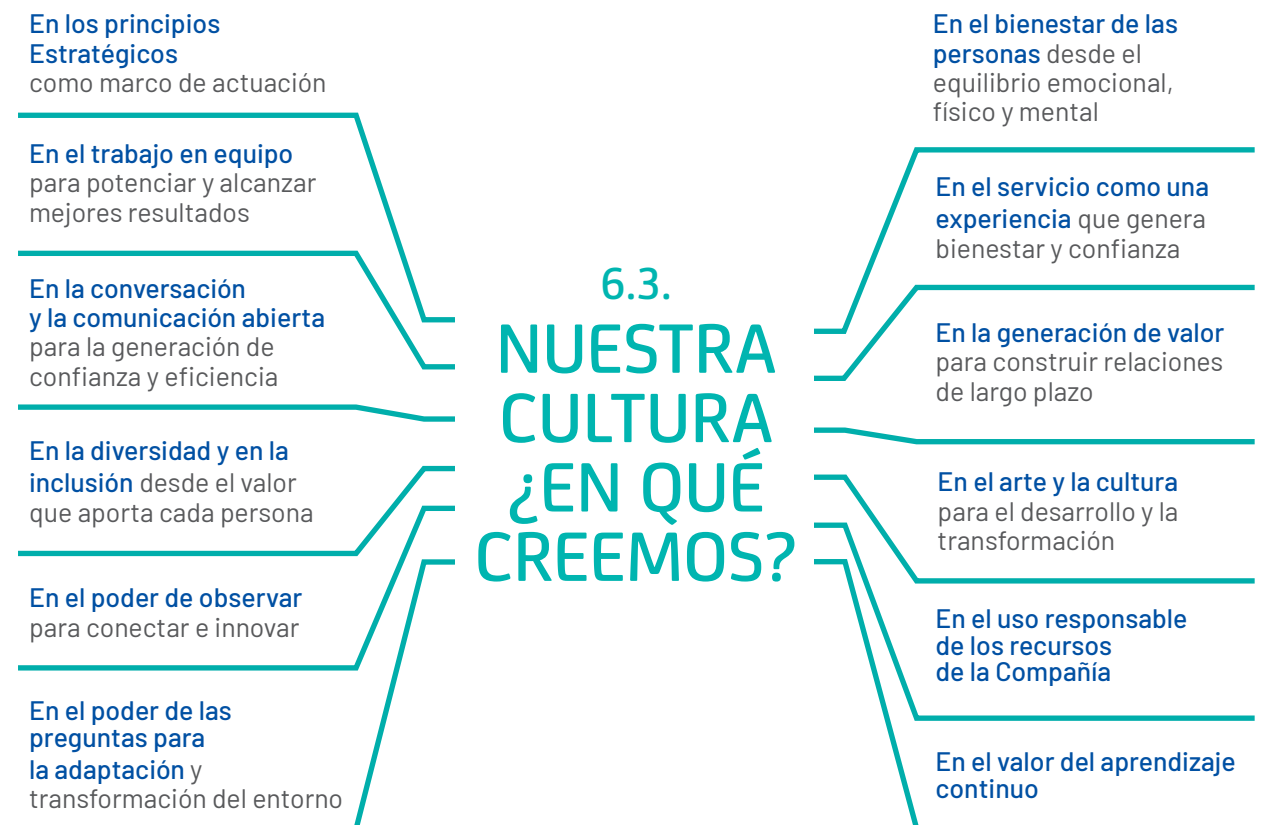 En los principios
Estratégicos
como marco de actuación
En el trabajo en equipo
para potenciar y alcanzar
mejores resultados
En la conversación
y la comunicación abierta
para la generación de
confianza y eficiencia
En la diversidad y en la
inclusión desde el valor
que aporta cada persona
En el poder de observar
para conectar e innovar
En el poder de las
preguntas para
la adaptación y
transformación del entorno
6.3.
NUESTRA
CULTURA
¿EN QUÉ
CREEMOS?
En el bienestar de las
personas desde el
equilibrio emocional,
físico y mental
En el servicio como una
experiencia que genera
bienestar y confianza
En la generación de valor
para construir relaciones
de largo plazo
En el arte y la cultura
para el desarrollo y la
transformación
En el uso responsable
de los recursos
de la Compañía
En el valor del aprendizaje
continuo